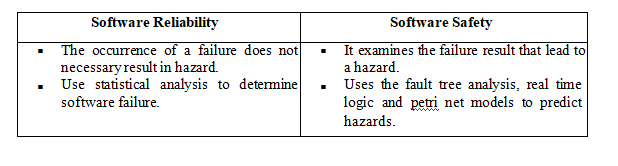 Software Reliability
Software Safety
▪ The occurrence of a failure does not
necessary result in hazard.
▪ Use statistical analysis to determine
software failure.
▪ It examines the failure result that lead to
a hazard.
▪ Uses the fault tree analysis, real time
logic and petri net models to predict
hazards.